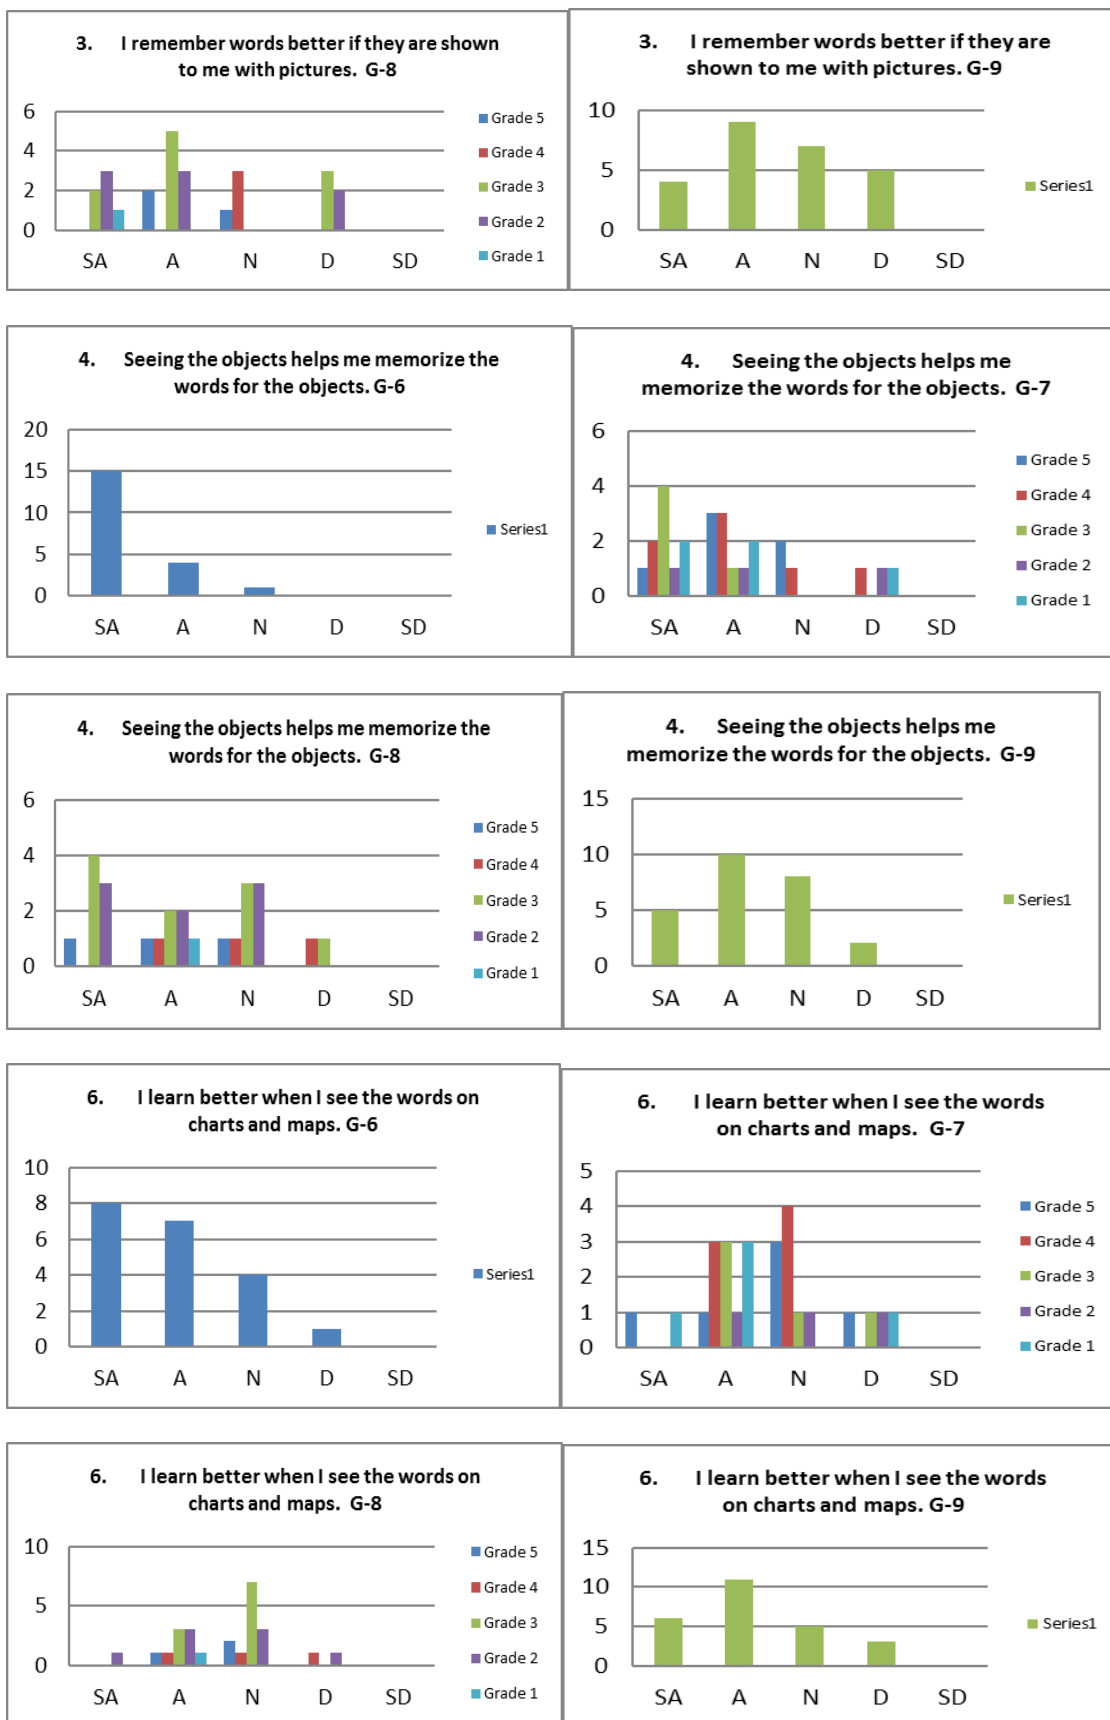 3. I remember words better if they are shown
to me with pictures. G-8
6
4
2
0
SA A N D SD
Grade 5
Grade 4
Grade 3
Grade 2
Grade 1
3. I remember words better if they are
shown to me with pictures. G-9
10
5
0
SA A N D SD
Series1
4. Seeing the objects helps me memorize the
words for the objects. G-6
20
15
10
5
0
SA A N D SD
Series1
4. Seeing the objects helps me
memorize the words for the objects. G-7
6
4
2
0
SA A N D SD
Grade 5
Grade 4
Grade 3
Grade 2
Grade 1
4. Seeing the objects helps me memorize the
words for the objects. G-8
6
4
2
0
SA A N D SD
Grade 5
Grade 4
Grade 3
Grade 2
Grade 1
4. Seeing the objects helps me
memorize the words for the objects. G-9
15
10
5
0
SA A N D SD
Series1
6. I learn better when I see the words on
charts and maps. G-6
10
8
6
4
2
0
SA A N D SD
Series1
6. I learn better when I see the words
on charts and maps. G-7
5
4
3
2
1
0
SA A N D SD
Grade 5
Grade 4
Grade 3
Grade 2
Grade 1
6. I learn better when I see the words on
charts and maps. G-8
10
5
0
SA A N D SD
Grade 5
Grade 4
Grade 3
Grade 2
Grade 1
6. I learn better when I see the words
on charts and maps. G-9
15
10
5
0
SA A N D SD
Series1